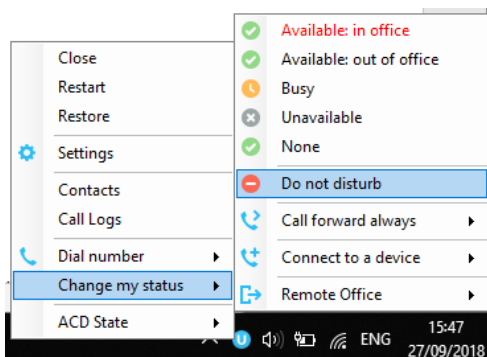 Close
Restart
Restore
Settings
Contacts
Call Logs
Dial number
Change my status
ACD State
Available: in office
Available: out of office
Busy
Unavailable
None
Do not disturb
Call forward always
Connect to a device
Remote Office
U
ENG
15:47
27/09/2018